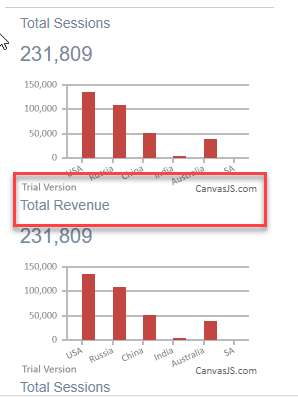 Total Sessions
231,809
150,000
100,000
50,000
0
USA Russia China India Australia SA
Trial Version CanvasJS.com
Total Revenue
231,809
150,000
100,000
50,000
0
USA Russia China India Australia SA
Trial Version CanvasJS.com
Total Sessions